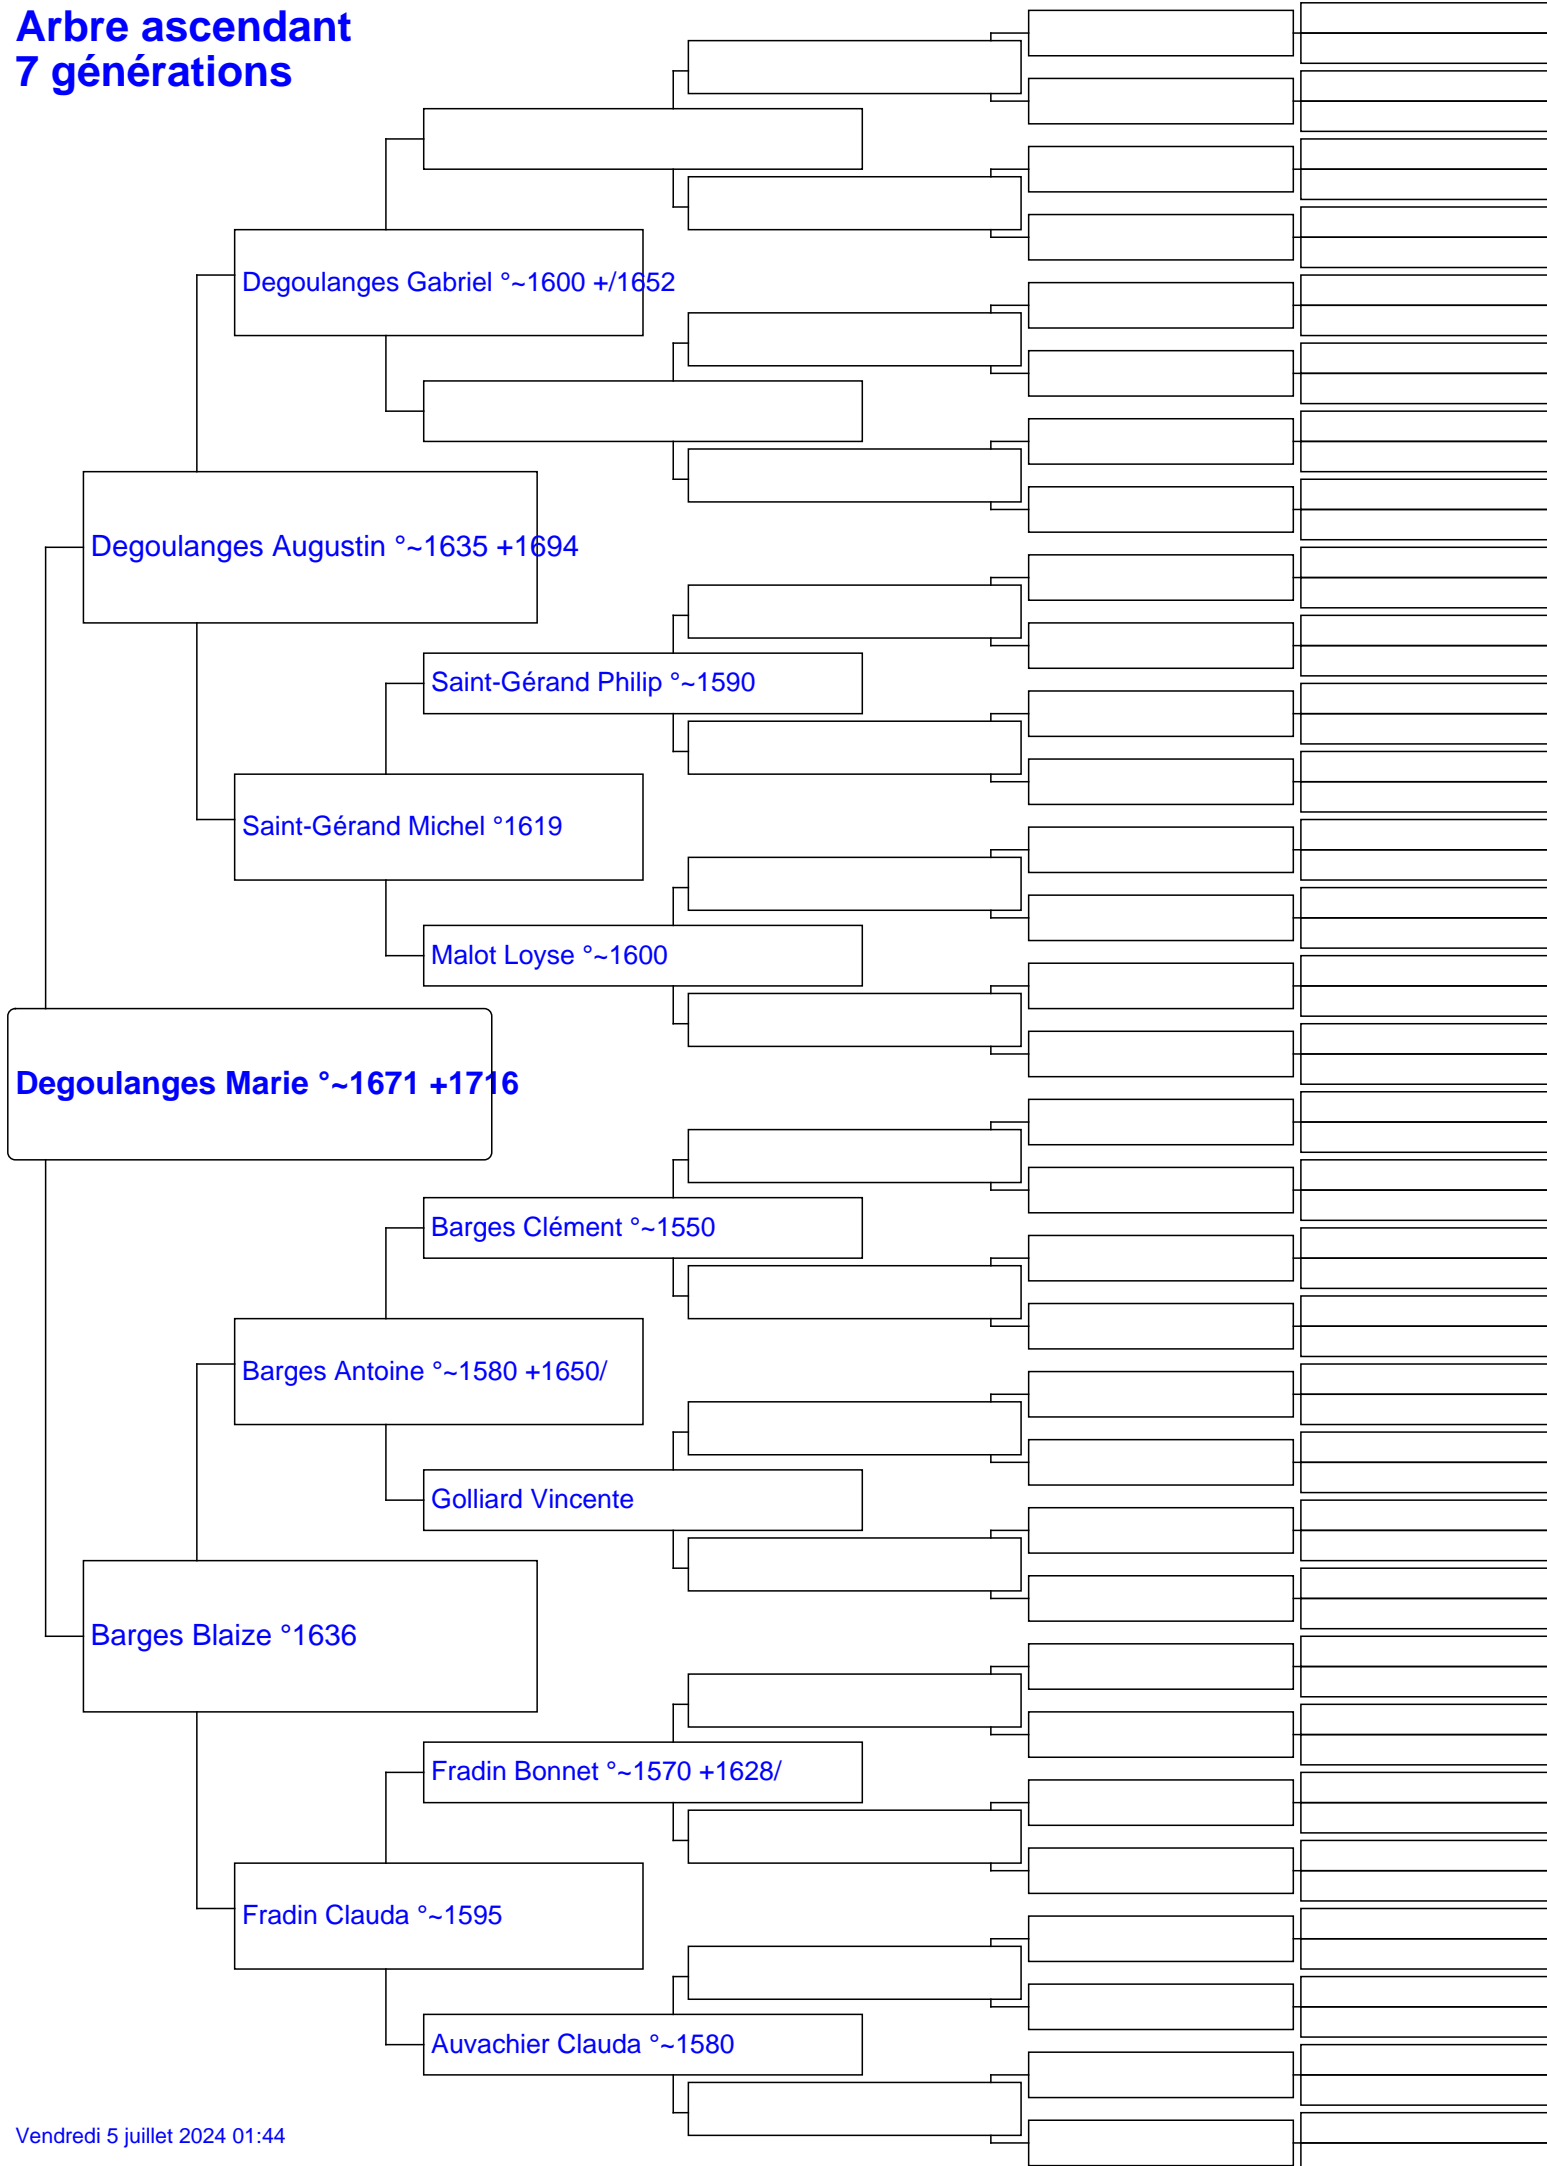 Arbre ascendant
7 générations
Degoulanges Gabriel °~1600 +/1652
Degoulanges Augustin °~1635 +1694
Saint-Gérand Philip °~1590
Saint-Gérand Michel °1619
Malot Loyse °~1600
Degoulanges Marie °~1671 +1716
Barges Clément °~1550
Barges Antoine °~1580 +1650/
Golliard Vincente
Barges Blaize °1636
Fradin Bonnet °~1570 +1628/
Fradin Clauda °~1595
Auvachier Clauda °~1580
Vendredi 5 juillet 2024 01:44